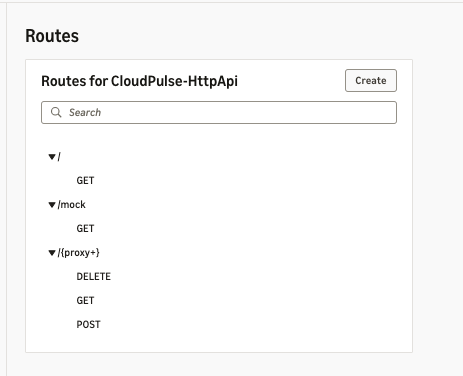 Routes
Routes for CloudPulse-HttpApi
Create
Search
/
GET
/mock
GET
/{proxy+}
DELETE
GET
POST